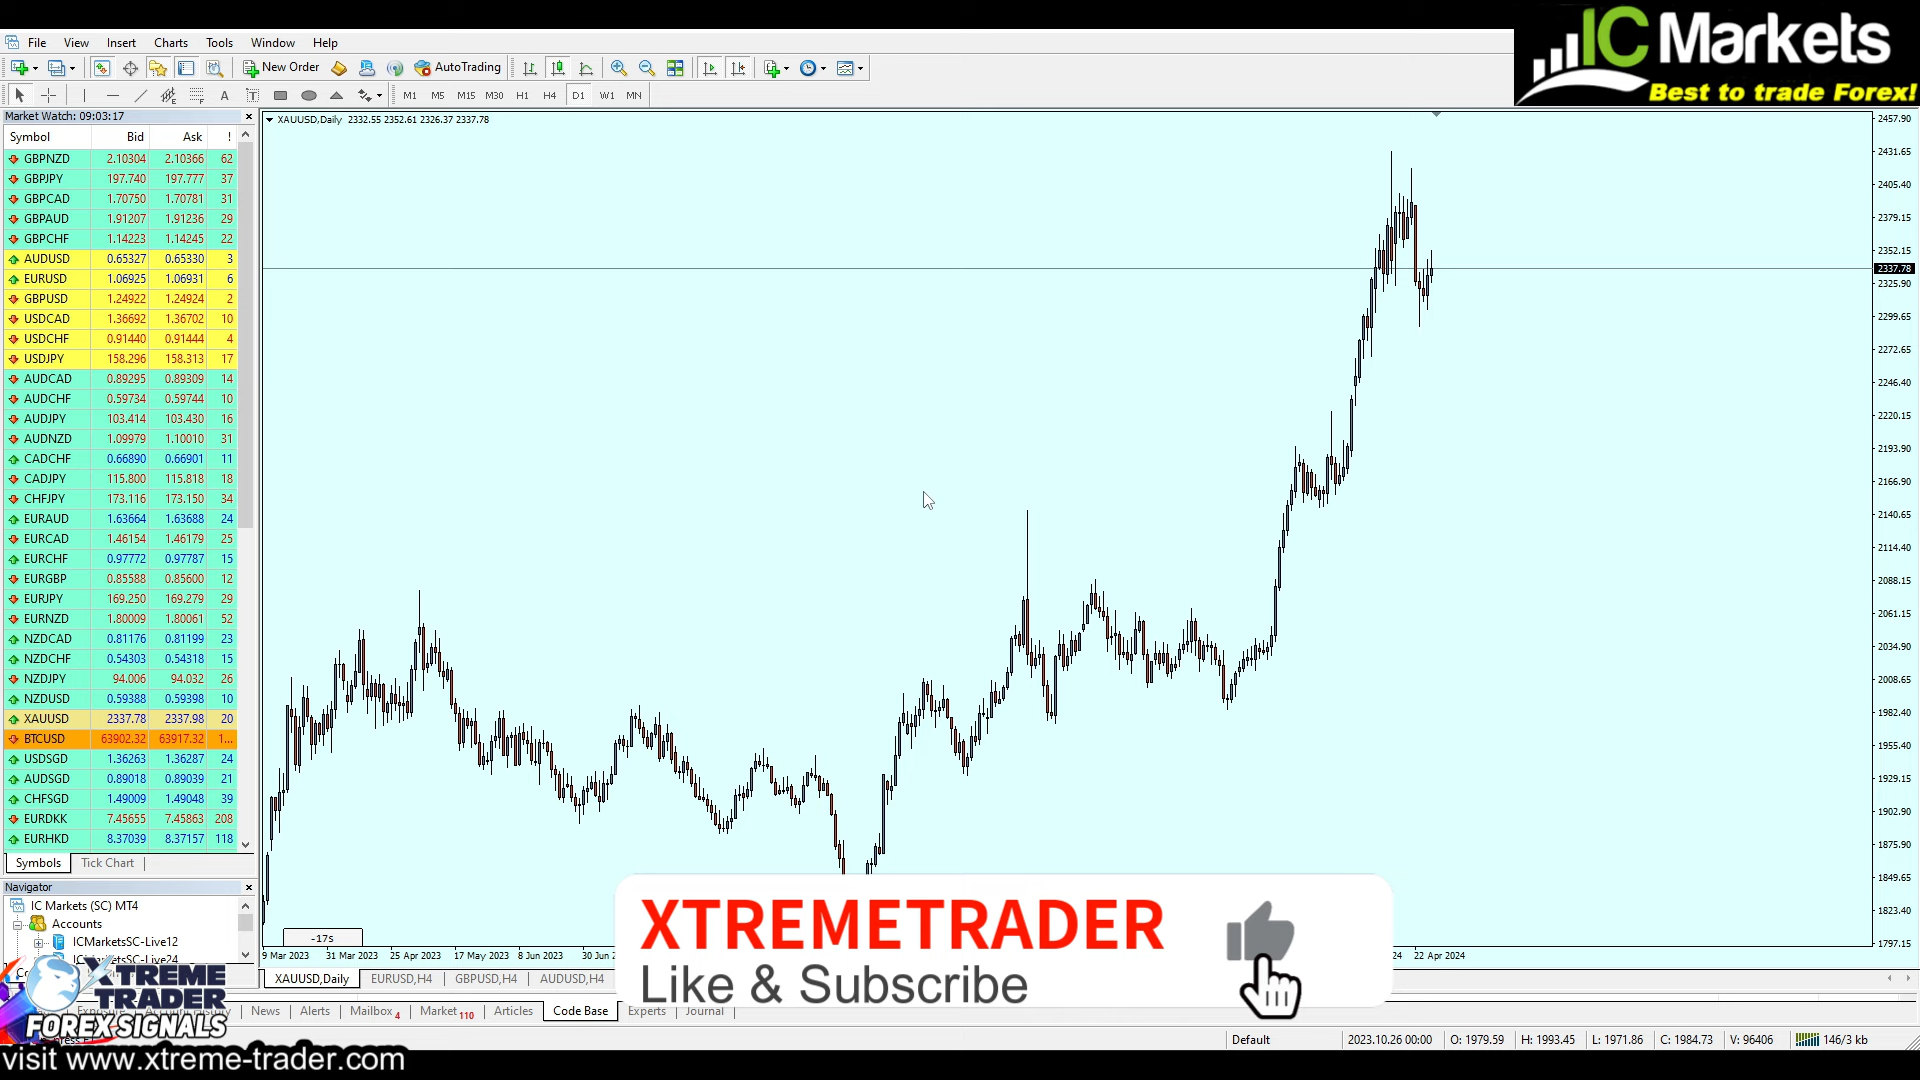 IC Markets
Best to trade Forex!
File View Insert Charts Tools Window Help
New Order AutoTrading
M1 M5 M15 M30 H1 H4 D1 W1 MN
Market Watch: 09:03:17
Symbol Bid Ask !
GBPNZD 2.10304 2.10366 62
GBPJPY 197.740 197.777 37
GBPCAD 1.70750 1.70781 31
GBPAUD 1.91207 1.91236 29
GBPCHF 1.14223 1.14245 22
AUDUSD 0.65327 0.65330 3
EURUSD 1.06925 1.06931 6
GBPUSD 1.24922 1.24924 2
USDCAD 1.36692 1.36702 10
USDCHF 0.91440 0.91444 4
USDJPY 158.296 158.313 17
AUDCAD 0.89295 0.89309 14
AUDCHF 0.59734 0.59744 10
AUDJPY 103.414 103.430 16
AUDNZD 1.09979 1.10010 31
CADCHF 0.66890 0.66901 11
CADJPY 115.800 115.818 18
CHFJPY 173.116 173.150 34
EURAUD 1.63664 1.63688 24
EURCAD 1.46154 1.46179 25
EURCHF 0.97772 0.97787 15
EURGBP 0.85588 0.85600 12
EURJPY 169.250 169.279 29
EURNZD 1.80009 1.80061 52
NZDCAD 0.81176 0.81199 23
NZDCHF 0.54303 0.54318 15
NZDJPY 94.006 94.032 26
NZDUSD 0.59388 0.59398 10
XAUUSD 2337.78 2337.98 20
BTCUSD 63902.32 63917.32 1...
USDSGD 1.36263 1.36287 24
AUDSGD 0.89018 0.89039 21
CHFSGD 1.49009 1.49048 39
EURDKK 7.45655 7.45863 208
EURHKD 8.37039 8.37157 118
Symbols Tick Chart
Navigator
IC Markets (SC) MT4
Accounts
ICMarketsSC-Live12
ICMarketsSC-Live24
XAUUSD,Daily 2332.55 2352.61 2326.37 2337.78
2457.90
2431.65
2405.40
2379.15
2352.15
2337.78
2325.90
2299.65
2272.65
2246.40
2220.15
2193.90
2166.90
2140.65
2114.40
2088.15
2061.15
2034.90
2008.65
1982.40
1955.40
1929.15
1902.90
1875.90
1849.65
1823.40
1797.15
-17s
9 Mar 2023 31 Mar 2023 25 Apr 2023 17 May 2023 8 Jun 2023 30 Jun 24 22 Apr 2024
XAUUSD,Daily EURUSD,H4 GBPUSD,H4 AUDUSD,H4
XTREMETRADER
Like & Subscribe
XTREME
TRADER
FOREX SIGNALS
Exposure Account History News Alerts Mailbox 4 Market 110 Articles Code Base Experts Journal
Default 2023.10.26 00:00 O: 1979.59 H: 1993.45 L: 1971.86 C: 1984.73 V: 96406 146/3 kb
visit www.xtreme-trader.com